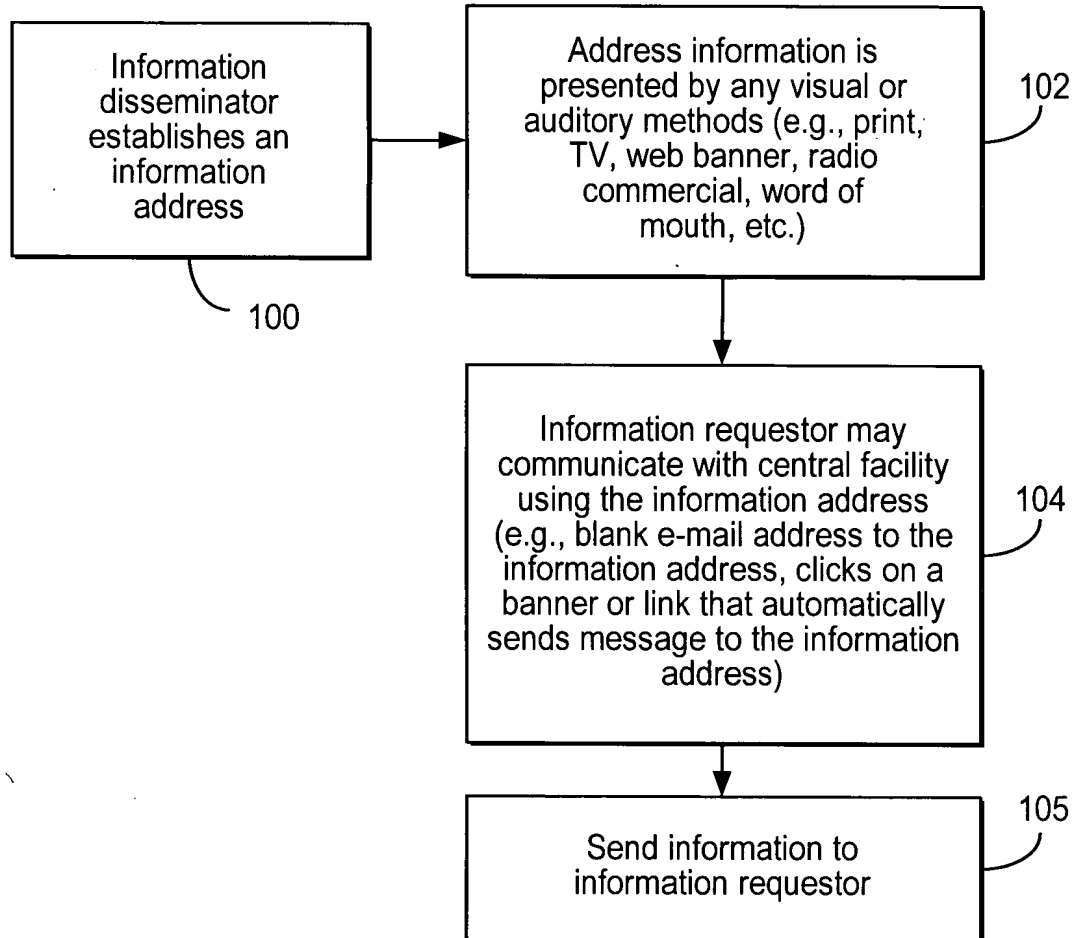 Information
disseminator
establishes an
information
address
100
Address information is
presented by any visual or
auditory methods (e.g., print,
TV, web banner, radio
commercial, word of
mouth, etc.)
102
Information requestor may
communicate with central facility
using the information address
(e.g., blank e-mail address to the
information address, clicks on a
banner or link that automatically
sends message to the information
address)
104
Send information to
information requestor
105